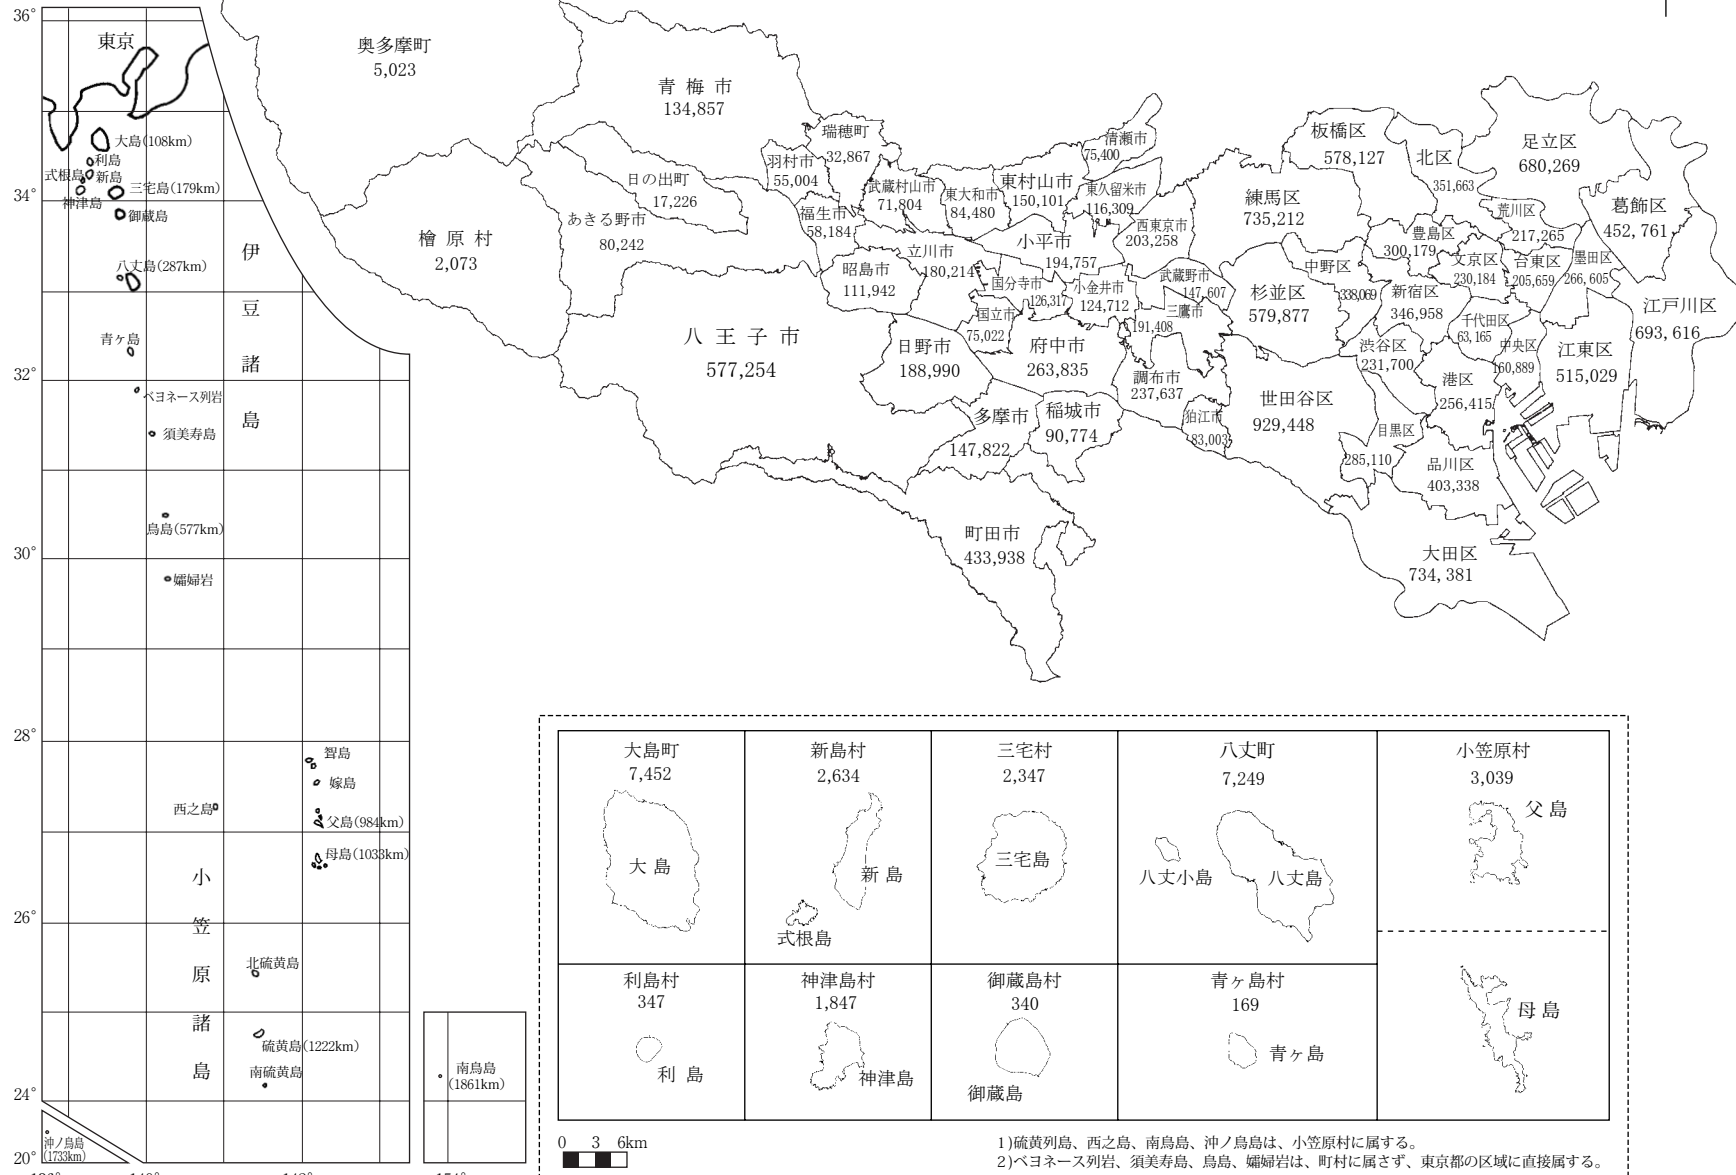 36°
34°
32°
30°
28°
26°
24°
20°
東京
大島(108km)
利島
式根島
新島
三宅島(179km)
神津島
御蔵島
八丈島(287km)
青ヶ島
ベヨネース列岩
須美寿島
鳥島(577km)
孀婦岩
伊豆諸島
聟島
嫁島
西之島
父島(984km)
母島(1033km)
小笠原諸島
北硫黄島
硫黄島(1222km)
南硫黄島
南鳥島
(1861km)
沖ノ鳥島
(1733km)
奥多摩町
5,023
青梅市
134,857
瑞穂町
32,867
羽村市
55,004
日の出町
17,226
あきる野市
80,242
檜原村
2,073
福生市
58,184
武蔵村山市
71,804
東大和市
84,480
東村山市
150,101
清瀬市
75,400
東久留米市
116,309
西東京市
203,258
小平市
194,757
立川市
180,214
昭島市
111,942
国分寺市
126,317
小金井市
124,712
武蔵野市
147,607
三鷹市
191,408
国立市
75,022
八王子市
577,254
日野市
188,990
府中市
263,835
調布市
237,637
狛江市
83,003
多摩市
147,822
稲城市
90,774
町田市
433,938
板橋区
578,127
北区
351,663
足立区
680,269
葛飾区
452,761
荒川区
217,265
練馬区
735,212
豊島区
300,179
文京区
230,184
台東区
205,659
墨田区
266,605
中野区
338,069
杉並区
579,877
新宿区
346,958
千代田区
63,165
中央区
160,889
江東区
515,029
江戸川区
693,616
渋谷区
231,700
港区
256,415
世田谷区
929,448
目黒区
285,110
品川区
403,338
大田区
734,381
大島町
7,452
大島
新島村
2,634
新島
式根島
三宅村
2,347
三宅島
八丈町
7,249
八丈小島
八丈島
小笠原村
3,039
父島
母島
利島村
347
利島
神津島村
1,847
神津島
御蔵島村
340
御蔵島
青ヶ島村
169
青ヶ島
0 3 6km
1)硫黄列島、西之島、南鳥島、沖ノ鳥島は、小笠原村に属する。
2)ベヨネース列岩、須美寿島、鳥島、孀婦岩は、町村に属さず、東京都の区域に直接属する。